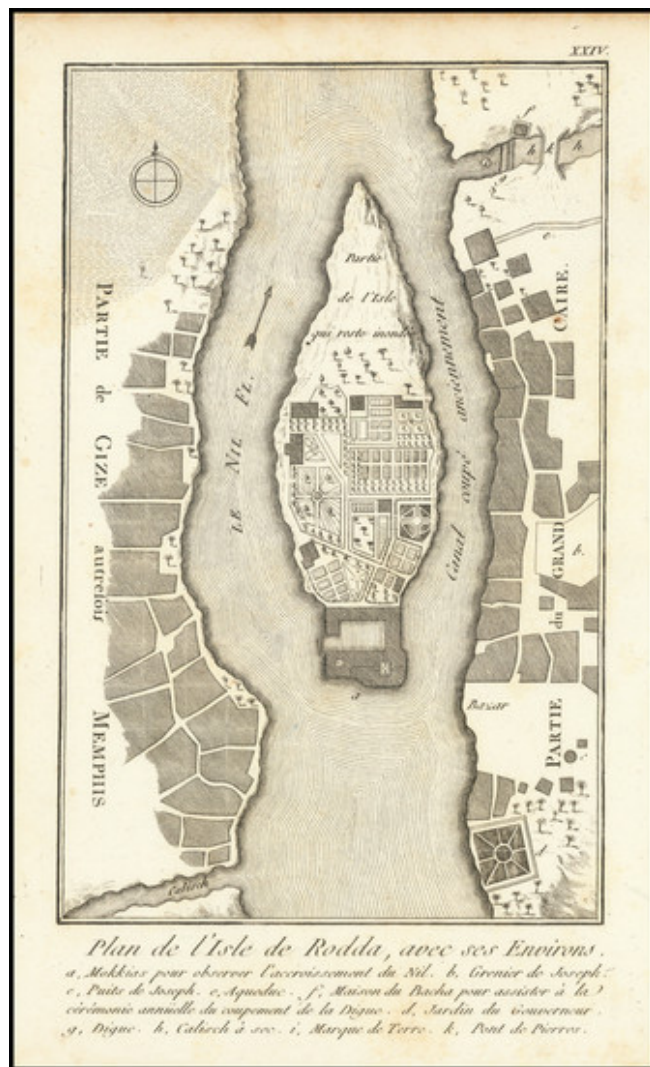 XXIV.
f
h k h
g
e.
CAIRE.
Partie
de l'Isle
qui reste inondée
PARTIE de GIZE autrefois MEMPHIS
LE NIL FL.
Canal coupé anciennement
GRAND
b.
du
a
Bazar
PARTIE
c.
d
Calisch
Plan de l'Isle de Rodda, avec ses Environs.
a, Mekkias pour observer l'accroissement du Nil. b, Grenier de Joseph.
c, Puits de Joseph. e, Aqueduc. f, Maison du Bacha pour assister à la
cérémonie annüelle du coupement de la Digue. d, Jardin du Gouverneur.
g, Digue. h, Calisch à sec. i, Marque de Terre. k, Pont de Pierres.